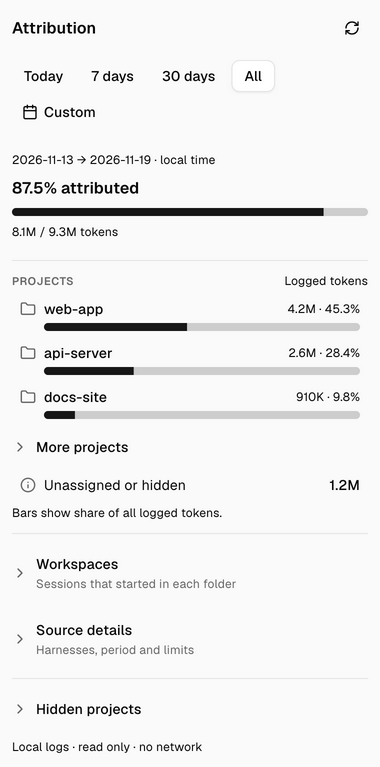 Attribution
Today 7 days 30 days All
Custom
2026-11-13 → 2026-11-19 · local time
87.5% attributed
8.1M / 9.3M tokens
PROJECTS Logged tokens
web-app 4.2M · 45.3%
api-server 2.6M · 28.4%
docs-site 910K · 9.8%
More projects
Unassigned or hidden 1.2M
Bars show share of all logged tokens.
Workspaces
Sessions that started in each folder
Source details
Harnesses, period and limits
Hidden projects
Local logs · read only · no network